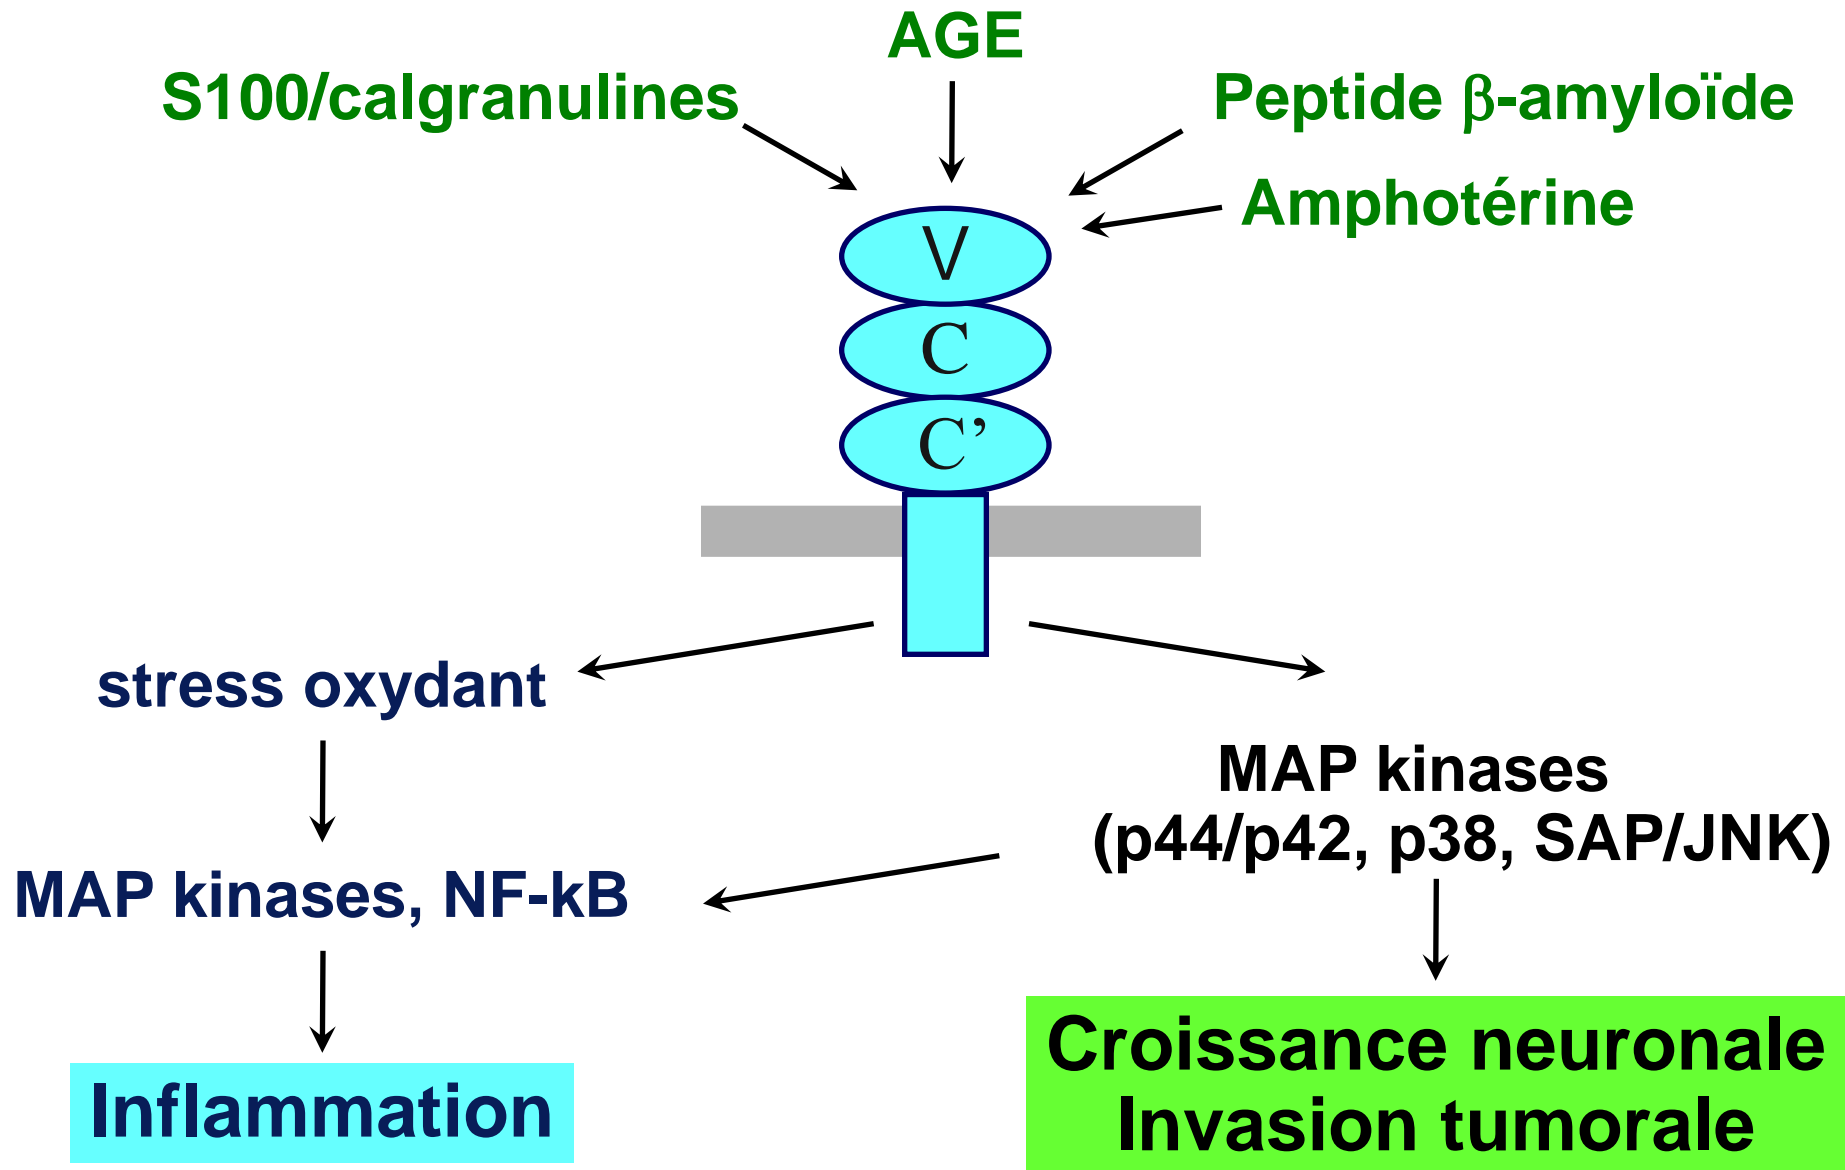 AGE
S100/calgranulines
Peptide β-amyloïde
Amphotérine
V
C
C’
stress oxydant
MAP kinases
(p44/p42, p38, SAP/JNK)
MAP kinases, NF-kB
Croissance neuronale
Invasion tumorale
Inflammation